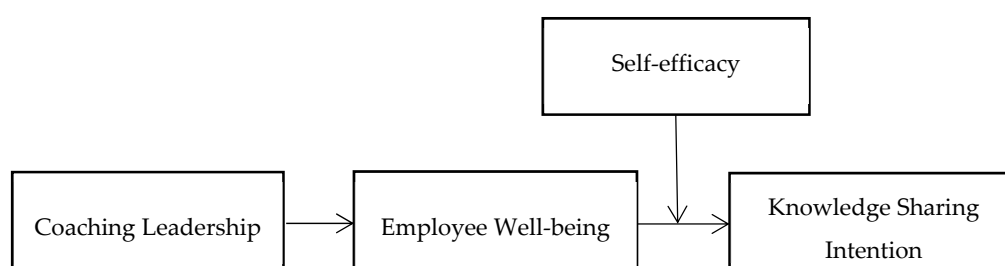 Self-efficacy
Coaching Leadership
Employee Well-being
Knowledge Sharing
Intention